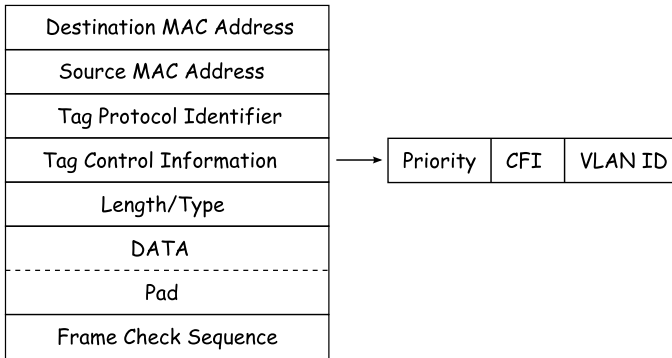 Destination MAC Address
Source MAC Address
Tag Protocol Identifier
Tag Control Information
Priority CFI VLAN ID
Length/Type
DATA
Pad
Frame Check Sequence